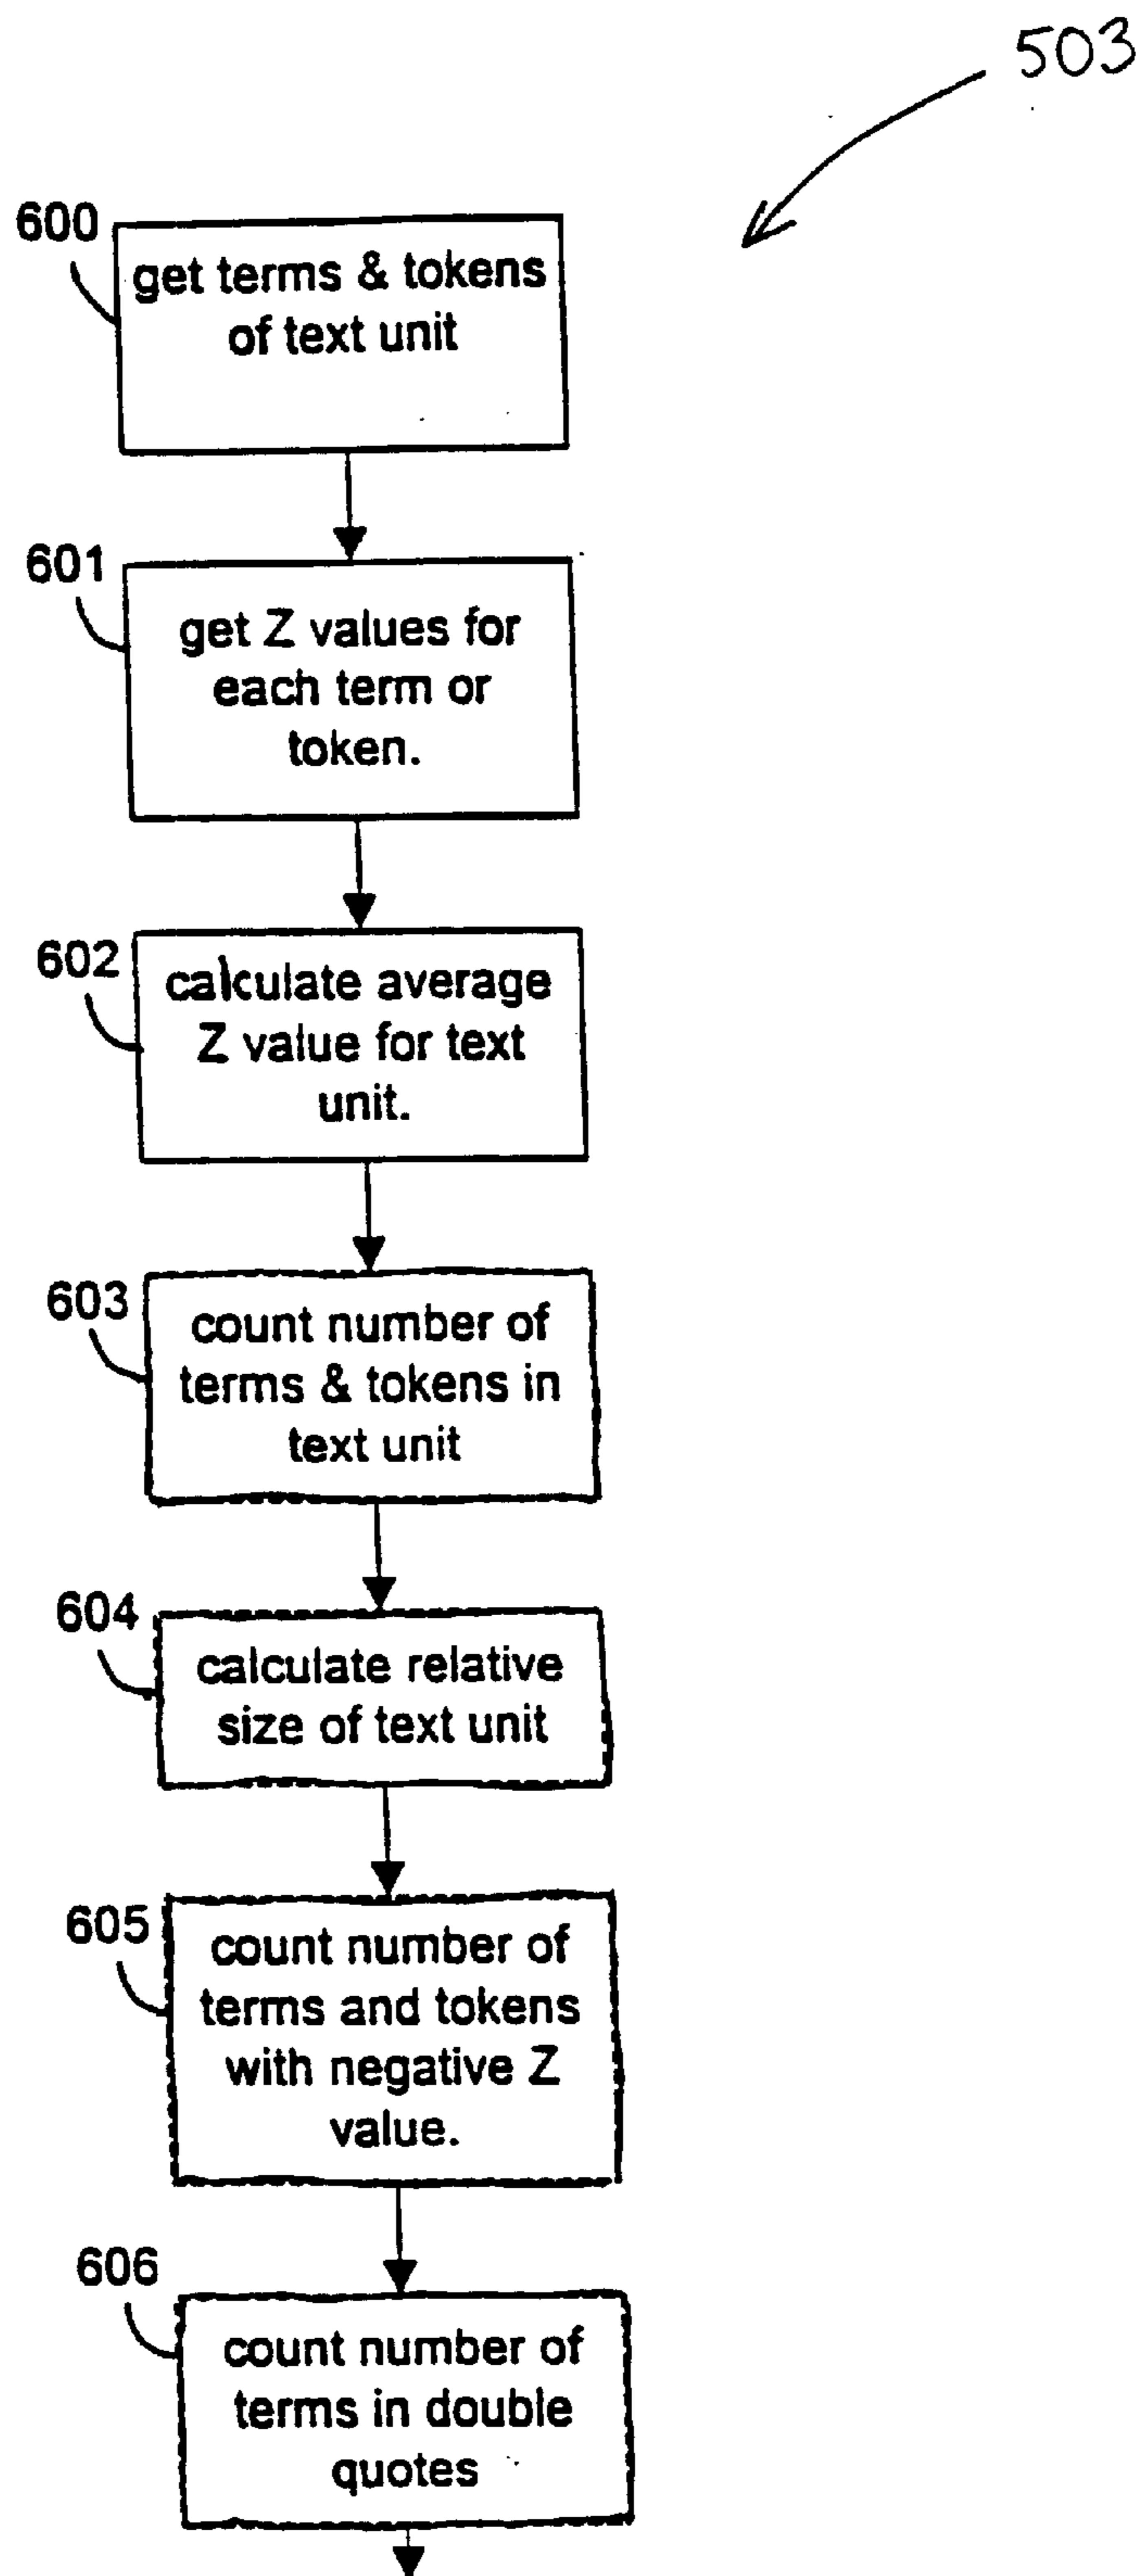 503
600
get terms & tokens
of text unit
601
get Z values for
each term or
token.
602
calculate average
Z value for text
unit.
603
count number of
terms & tokens in
text unit
604
calculate relative
size of text unit
605
count number of
terms and tokens
with negative Z
value.
606
count number of
terms in double
quotes